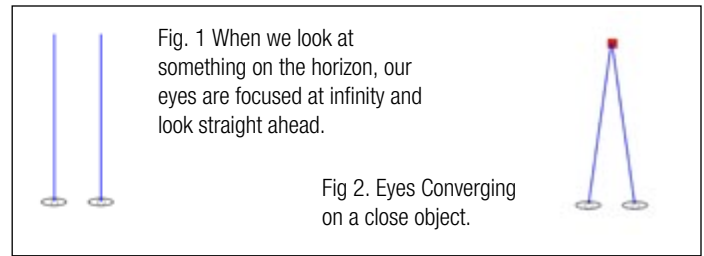 Fig. 1 When we look at
something on the horizon, our
eyes are focused at infinity and
look straight ahead.
Fig 2. Eyes Converging
on a close object.